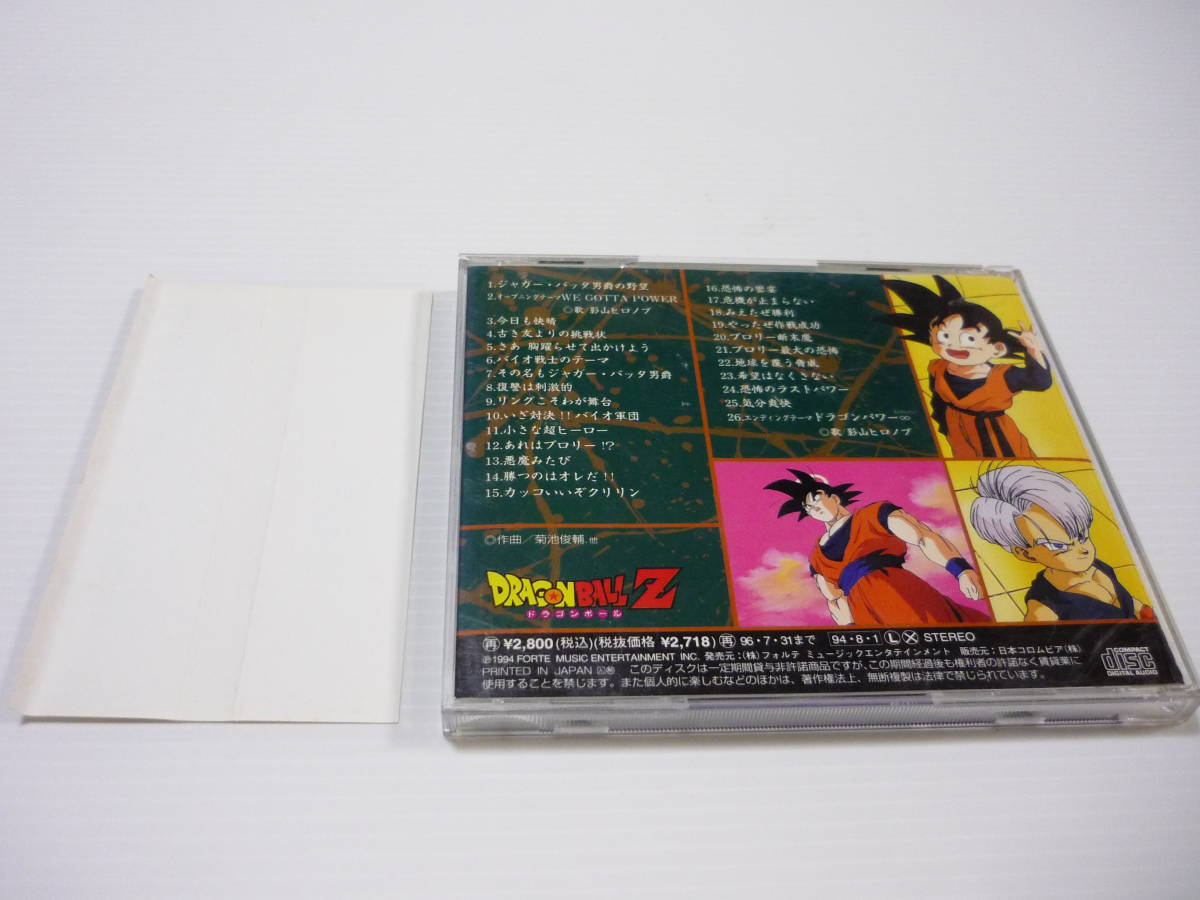 1.ジャガー・バッタ男爵の野望
2.オープニングテーマWE GOTTA POWER
◎歌/影山ヒロノブ
3.今日も快晴
4.古き友よりの挑戦状
5.さあ 胸躍らせて出かけよう
6.バイオ戦士のテーマ
7.その名もジャガー・バッタ男爵
8.復讐は刺激的
9.リングこそわが舞台
10.いざ対決!!バイオ軍団
11.小さな超ヒーロー
12.あれはブロリー!?
13.悪魔みたび
14.勝つのはオレだ!!
15.カッコいいぞクリリン
16.恐怖の饗宴
17.危機が止まらない
18.みえたぜ勝利
19.やったぜ作戦成功
20.ブロリー断末魔
21.ブロリー最大の恐怖
22.地球を覆う脅威
23.希望はなくさない
24.恐怖のラストパワー
25.気分爽快
26.エンディングテーマドラゴンパワー∞
◎歌 影山ヒロノブ
◎作曲/菊池俊輔.他
DRAGON BALL Z
ドラゴンボール
再 ¥2,800(税込)(税抜価格 ¥2,718) 再 96・7・31まで 94・8・1 L X STEREO
Ⓟ1994 FORTE MUSIC ENTERTAINMENT INC. 発売元:(株)フォルテ ミュージックエンタテインメント 販売元:日本コロムビア(株)
PRINTED IN JAPAN このディスクは一定期間貸与非許諾商品ですが、この期間経過後も権利者の許諾なく賃貸業に
使用することを禁じます。また個人的に楽しむなどのほかは、著作権法上、無断複製は法律で禁じられています。
COMPACT
disc
DIGITAL AUDIO